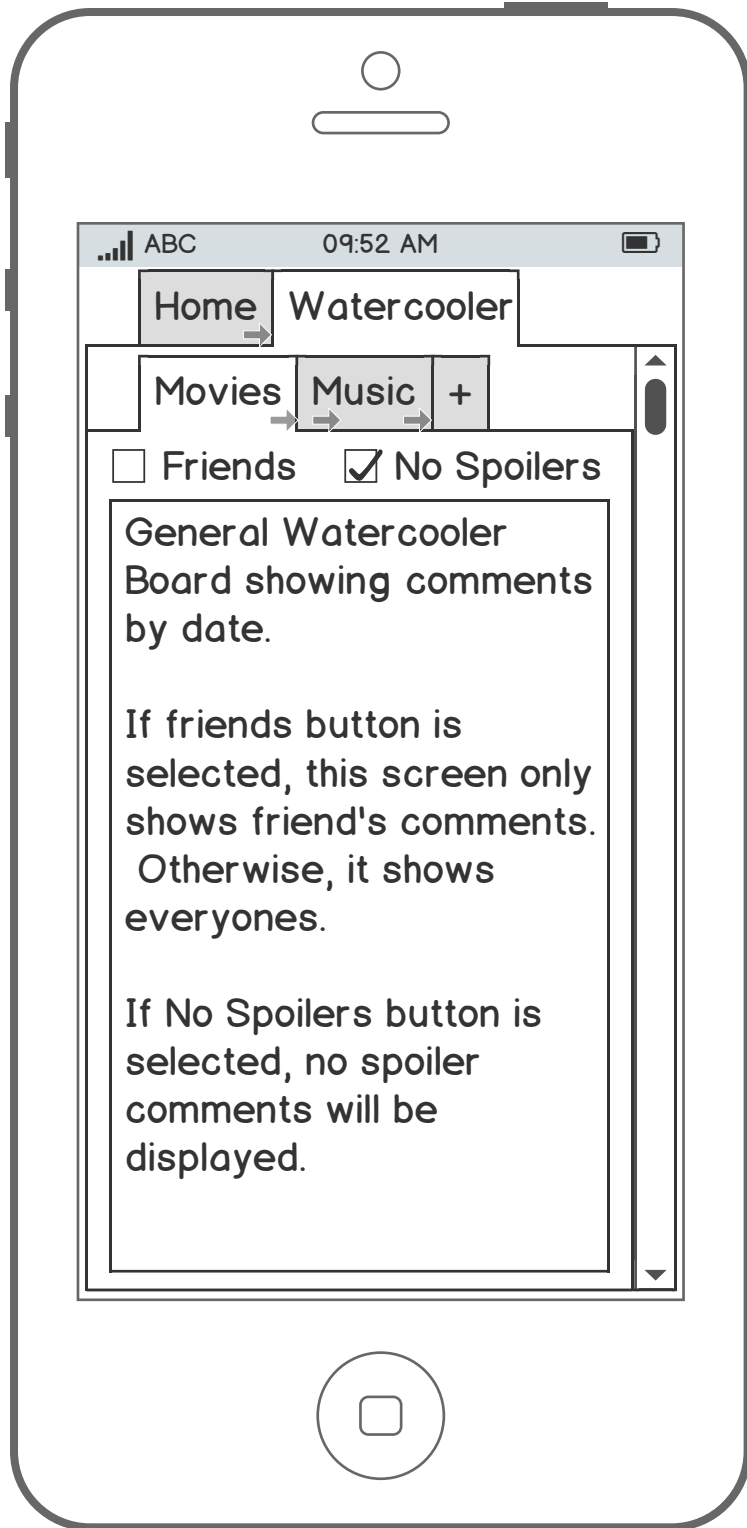 ABC 09:52 AM
Home Watercooler
Movies Music +
Friends No Spoilers
General Watercooler
Board showing comments
by date.
If friends button is
selected, this screen only
shows friend's comments.
Otherwise, it shows
everyones.
If No Spoilers button is
selected, no spoiler
comments will be
displayed.